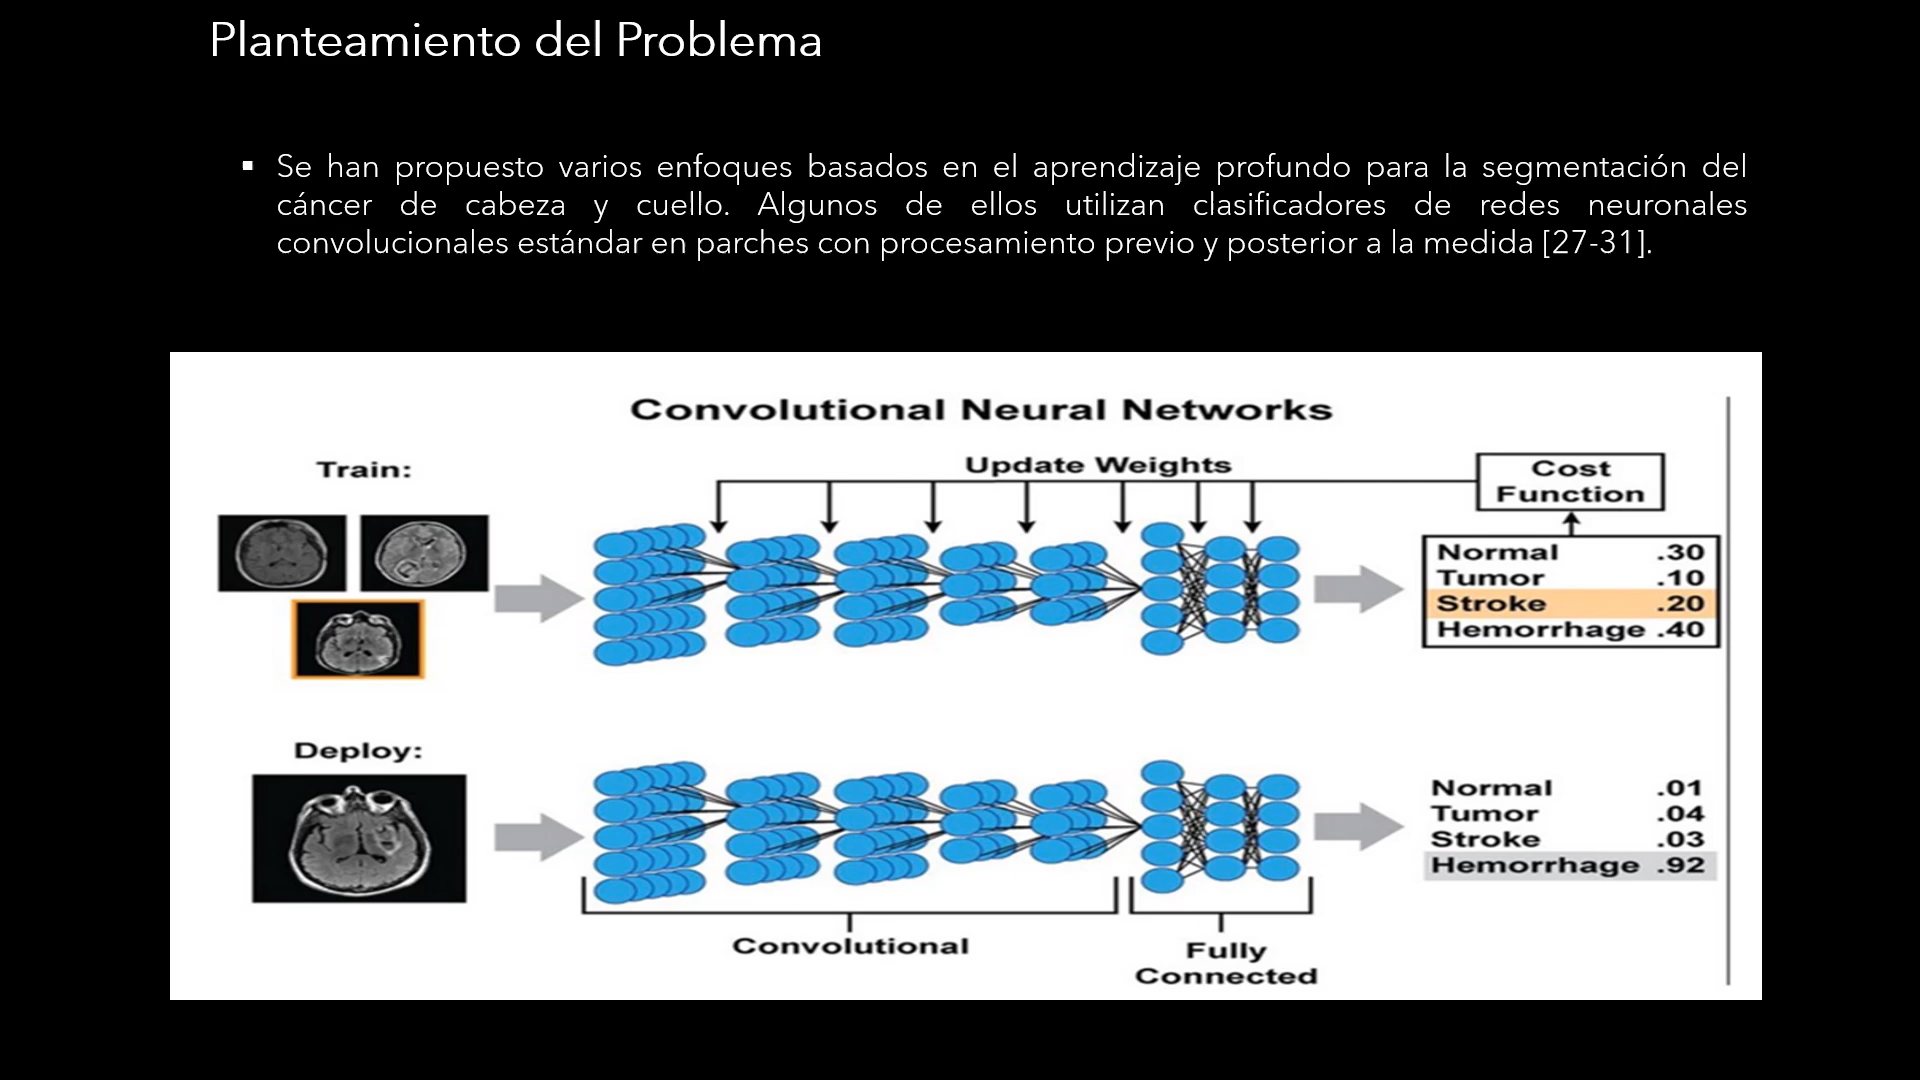 Planteamiento del Problema
▪ Se han propuesto varios enfoques basados en el aprendizaje profundo para la segmentación del
cáncer de cabeza y cuello. Algunos de ellos utilizan clasificadores de redes neuronales
convolucionales estándar en parches con procesamiento previo y posterior a la medida [27-31].
Convolutional Neural Networks
Train:
Update Weights
Cost
Function
Normal .30
Tumor .10
Stroke .20
Hemorrhage .40
Deploy:
Normal .01
Tumor .04
Stroke .03
Hemorrhage .92
Convolutional
Fully
Connected